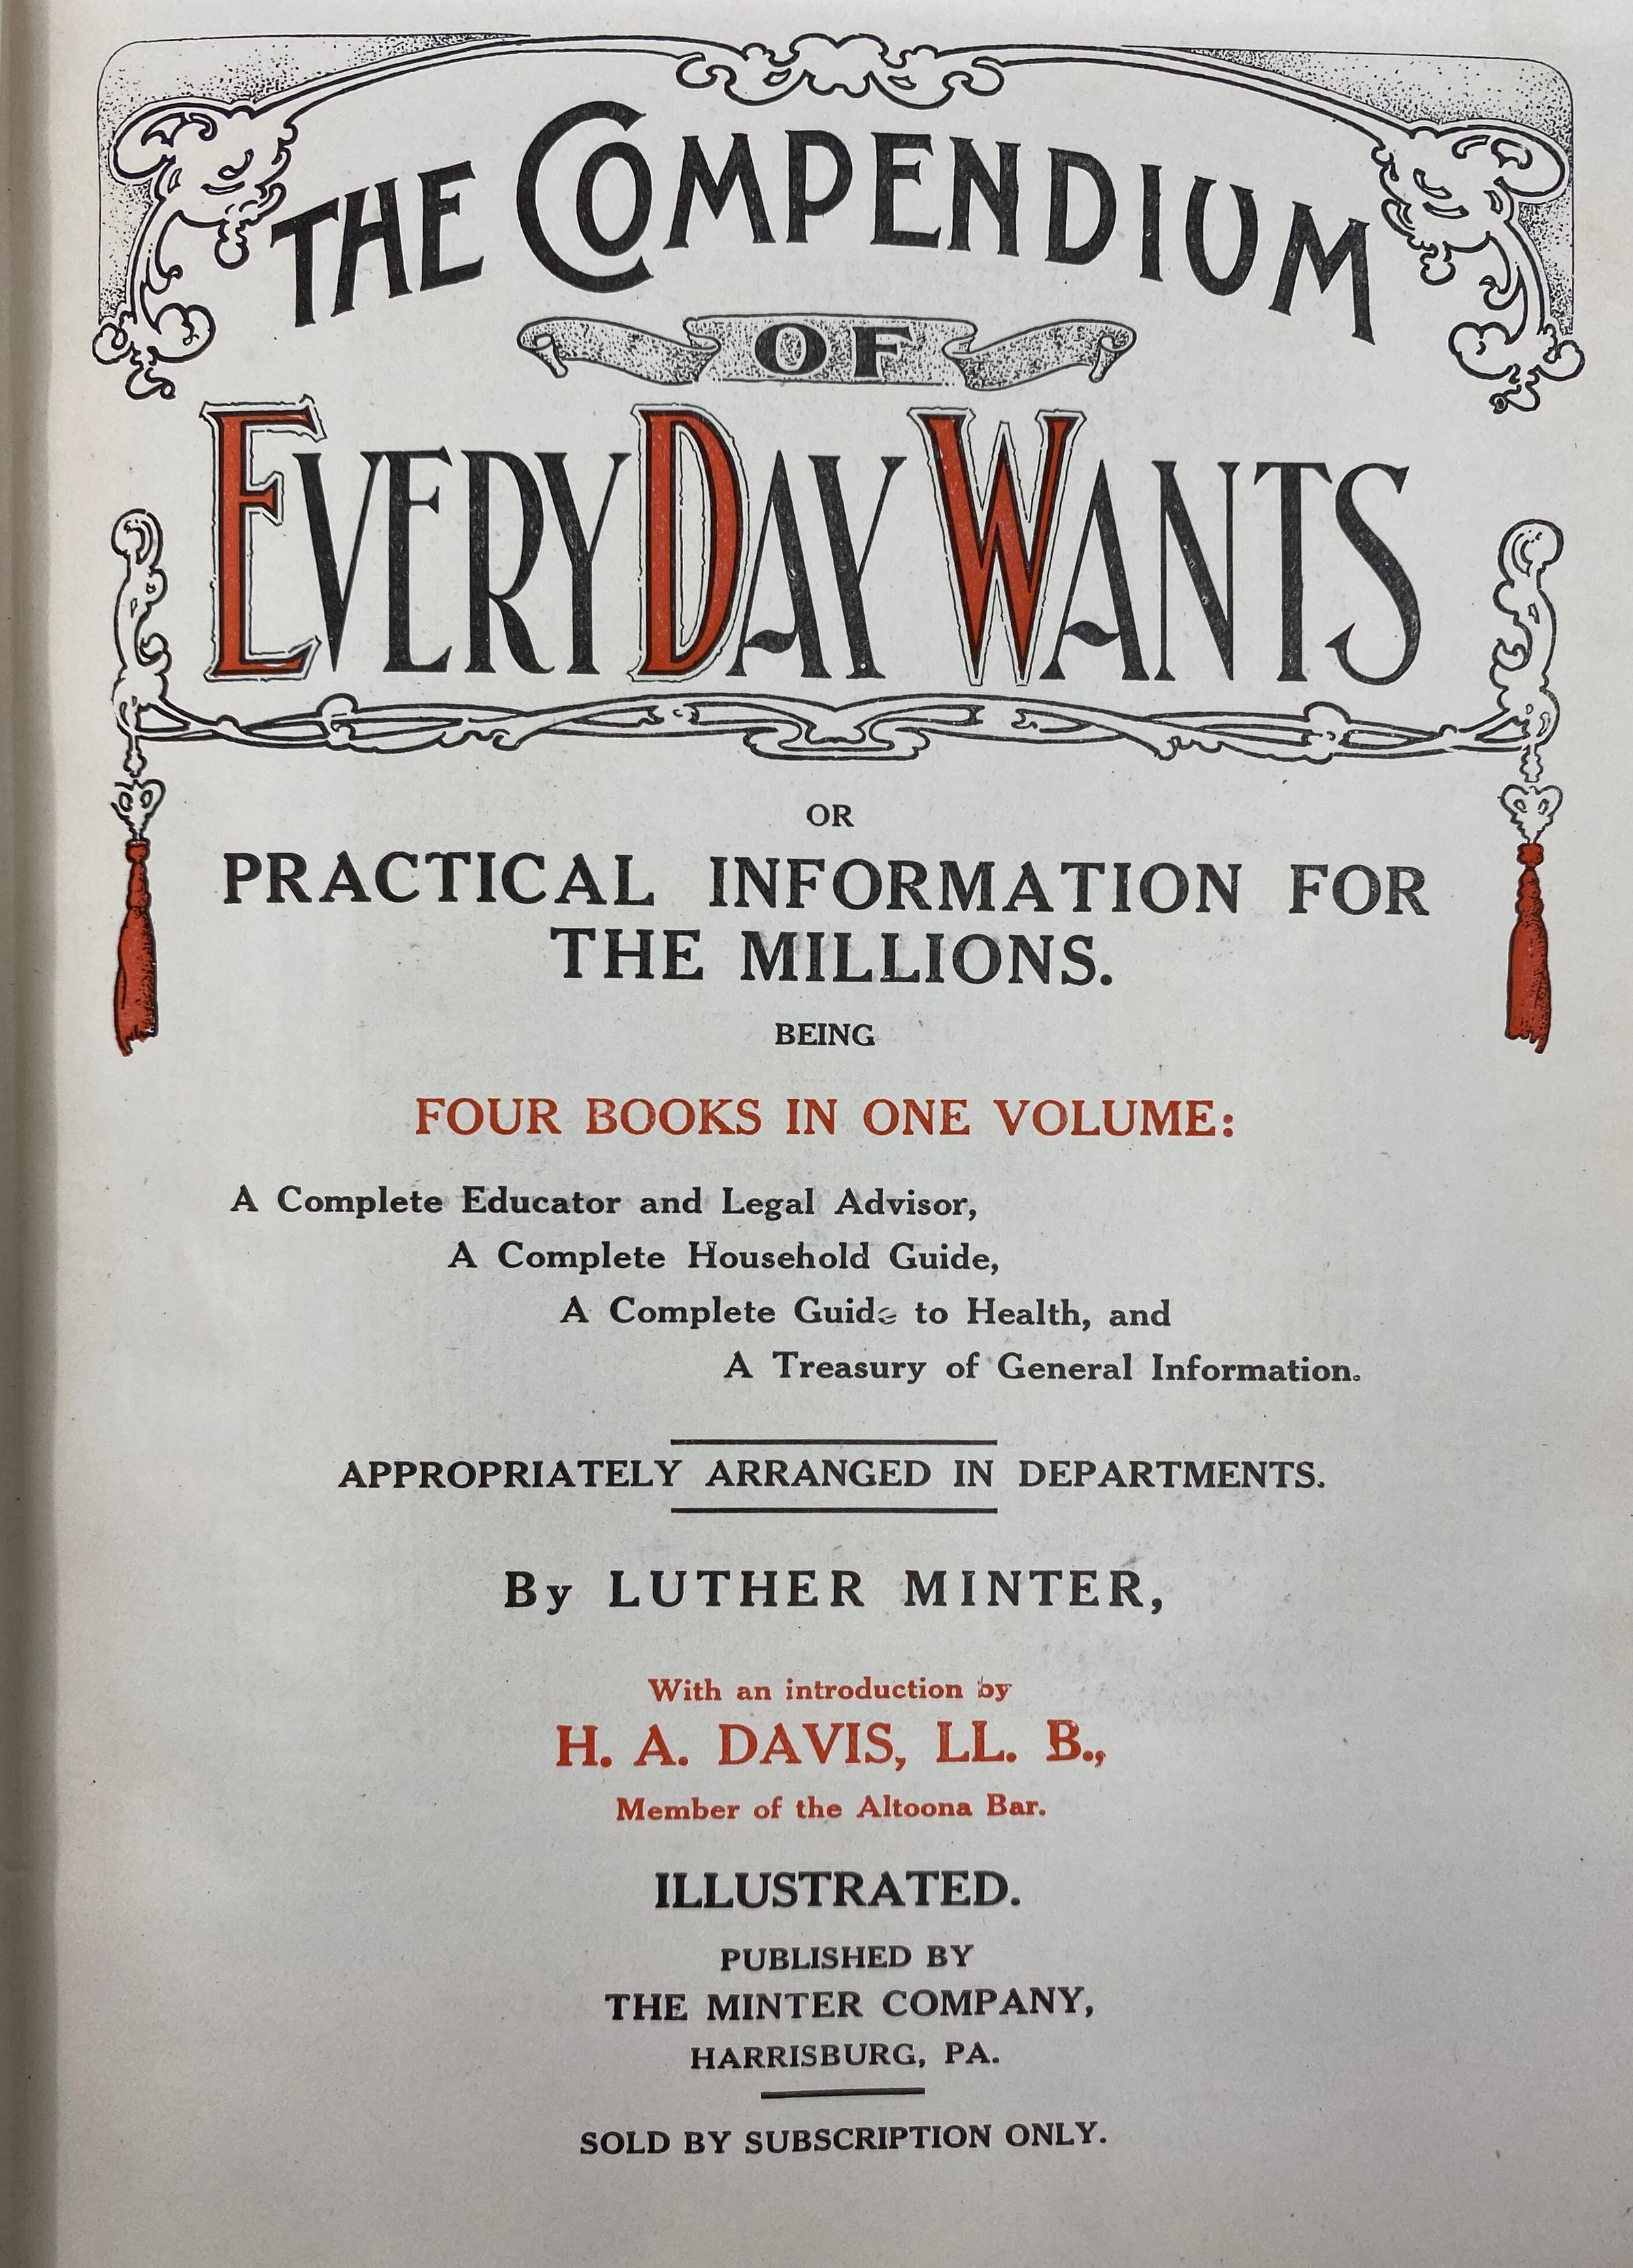 THE COMPENDIUM
OF
EVERYDAY WANTS
OR
PRACTICAL INFORMATION FOR
THE MILLIONS.
BEING
FOUR BOOKS IN ONE VOLUME:
A Complete Educator and Legal Advisor,
A Complete Household Guide,
A Complete Guide to Health, and
A Treasury of General Information.
APPROPRIATELY ARRANGED IN DEPARTMENTS.
By LUTHER MINTER,
With an introduction by
H. A. DAVIS, LL. B.,
Member of the Altoona Bar.
ILLUSTRATED.
PUBLISHED BY
THE MINTER COMPANY,
HARRISBURG, PA.
SOLD BY SUBSCRIPTION ONLY.